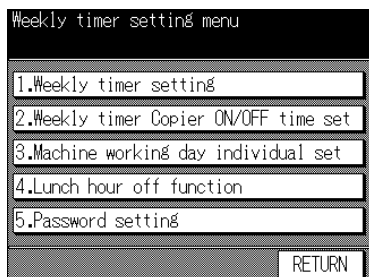 Weekly timer setting menu
1.Weekly timer setting
2.Weekly timer Copier ON/OFF time set
3.Machine working day individual set
4.Lunch hour off function
5.Password setting
RETURN